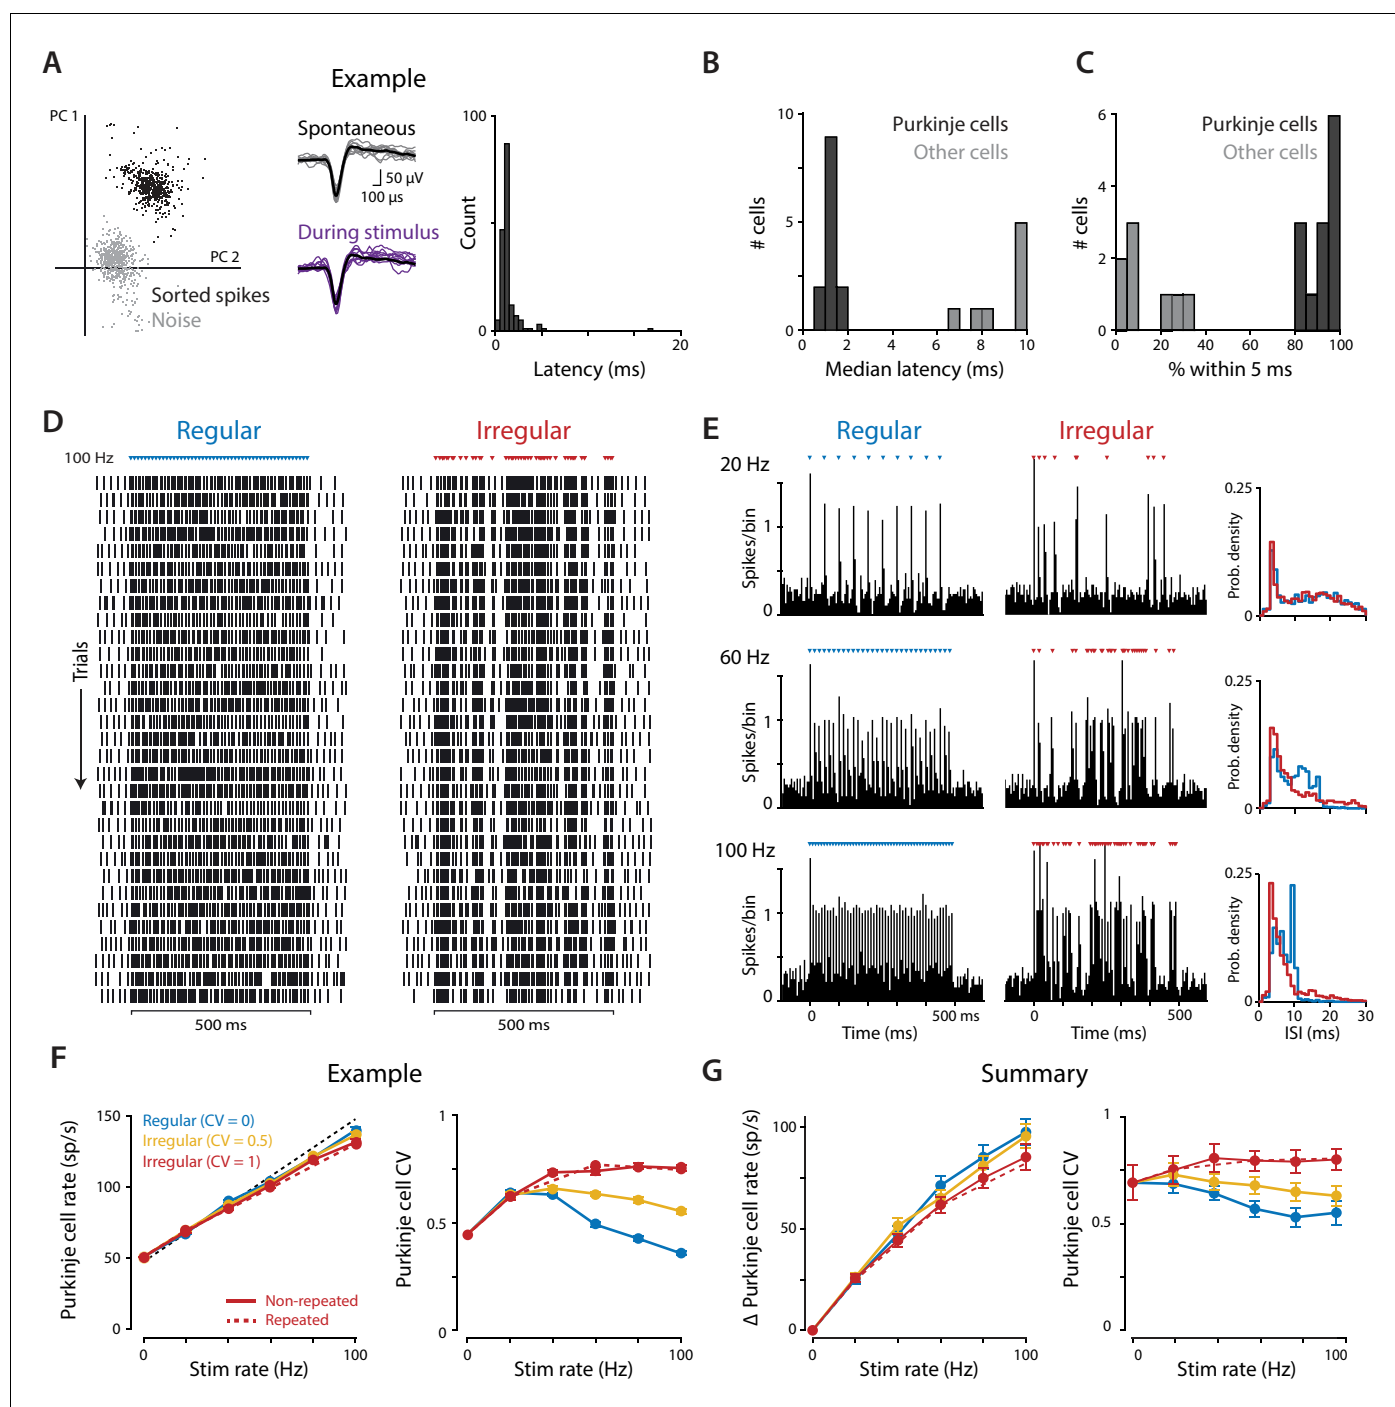 A
Example
PC 1
PC 2
Sorted spikes
Noise
Spontaneous
50 µV
100 µs
During stimulus
100
Count
0
0
20
Latency (ms)
B
10
Purkinje cells
Other cells
# cells
5
0
0 2 4 6 8 10
Median latency (ms)
C
6
Purkinje cells
Other cells
4
# cells
2
0
0 20 40 60 80 100
% within 5 ms
D
Regular
Irregular
100 Hz
Trials
500 ms
500 ms
E
Regular
Irregular
20 Hz
Spikes/bin
1
0
0.25
Prob. density
0
60 Hz
Spikes/bin
1
0
0.25
Prob. density
0
100 Hz
Spikes/bin
1
0
0.25
Prob. density
0
0 500 ms
Time (ms)
0 500
Time (ms)
0 10 20 30
ISI (ms)
F
Example
150
Regular (CV = 0)
Irregular (CV = 0.5)
Irregular (CV = 1)
100
Purkinje cell rate (sp/s)
50
Non-repeated
Repeated
0
0 100
Stim rate (Hz)
1
Purkinje cell CV
0.5
0
0 100
Stim rate (Hz)
G
Summary
100
Δ Purkinje cell rate (sp/s)
50
0
0 100
Stim rate (Hz)
1
Purkinje cell CV
0.5
0
0 100
Stim rate (Hz)